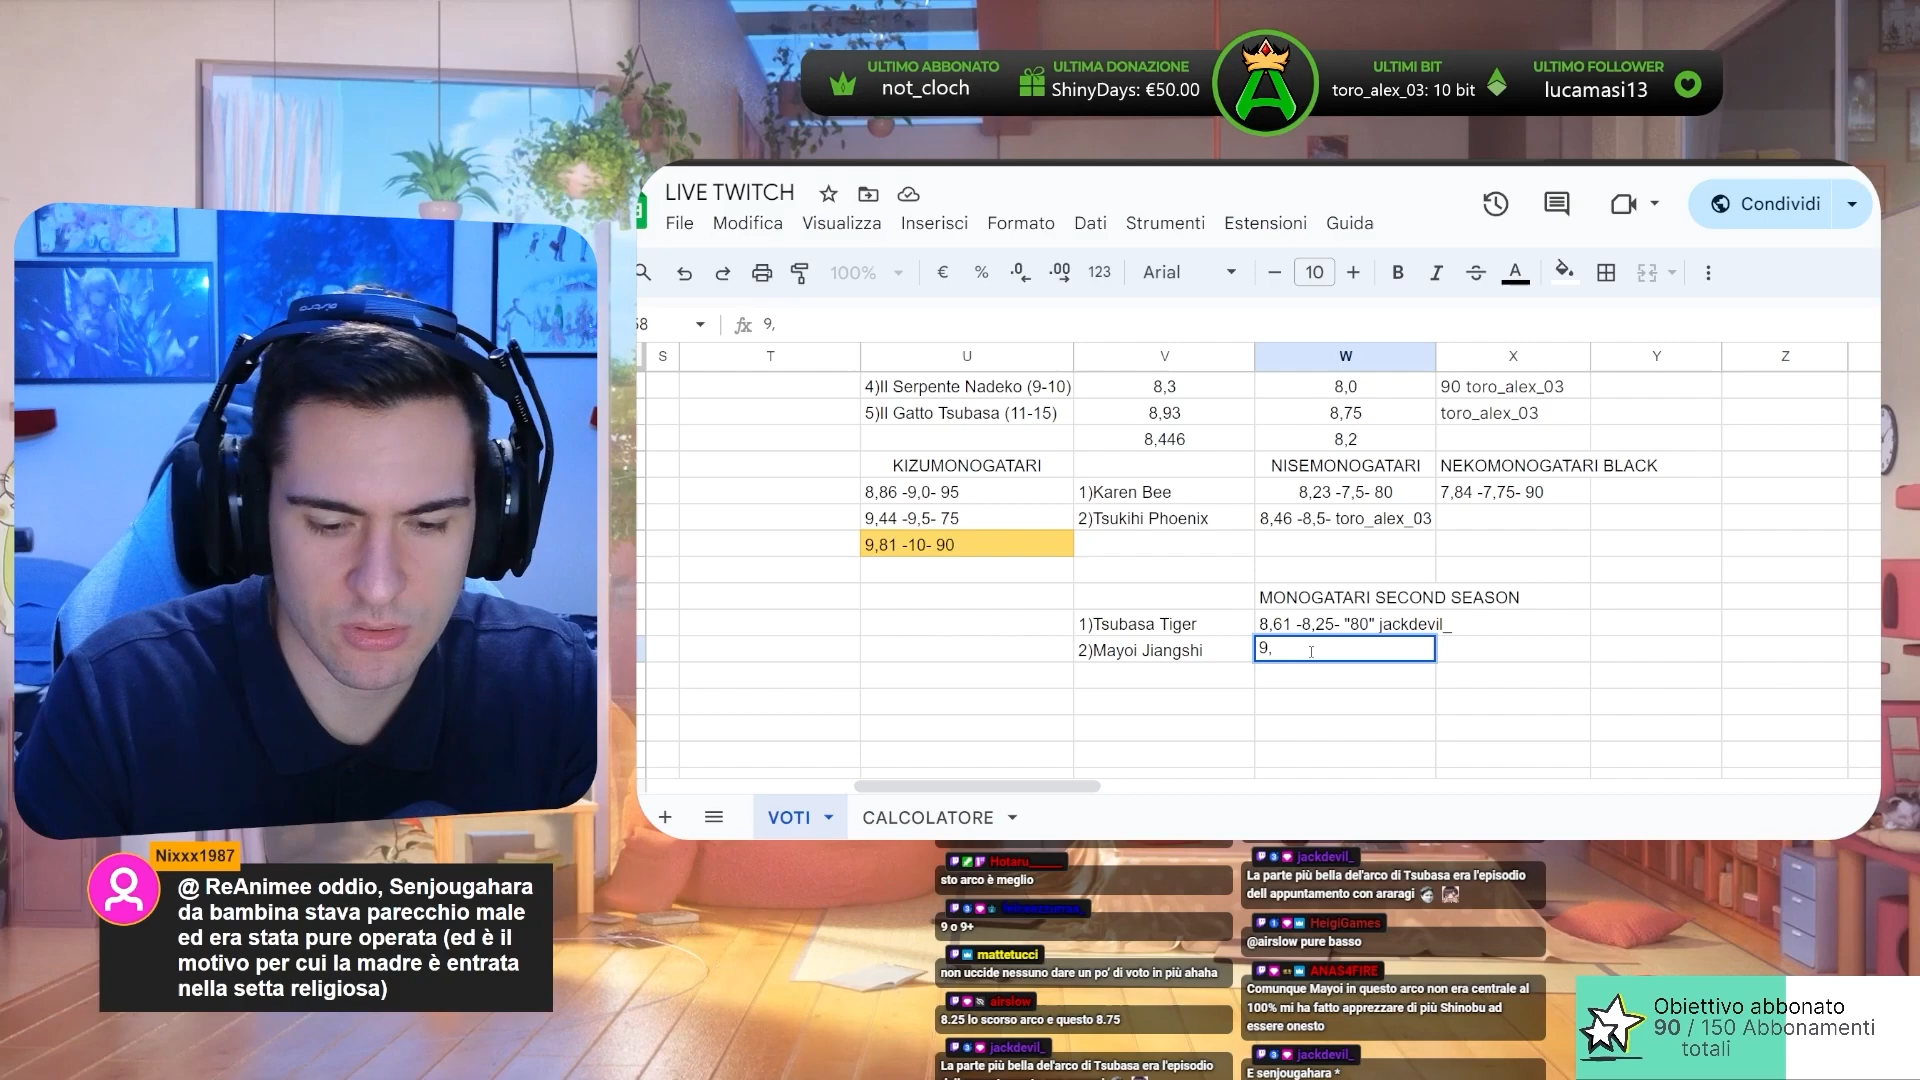 ULTIMO ABBONATO
not_cloch
ULTIMA DONAZIONE
ShinyDays: €50.00
ULTIMI BIT
toro_alex_03: 10 bit
ULTIMO FOLLOWER
lucamasi13
LIVE TWITCH
Condividi
File Modifica Visualizza Inserisci Formato Dati Strumenti Estensioni Guida
100% € % .0 .00 123 Arial 10 B I A
58 fx 9,
S T U V W X Y Z
4)Il Serpente Nadeko (9-10) 8,3 8,0 90 toro_alex_03
5)Il Gatto Tsubasa (11-15) 8,93 8,75 toro_alex_03
8,446 8,2
KIZUMONOGATARI NISEMONOGATARI NEKOMONOGATARI BLACK
8,86 -9,0- 95 1)Karen Bee 8,23 -7,5- 80 7,84 -7,75- 90
9,44 -9,5- 75 2)Tsukihi Phoenix 8,46 -8,5- toro_alex_03
9,81 -10- 90
MONOGATARI SECOND SEASON
1)Tsubasa Tiger 8,61 -8,25- "80" jackdevil_
2)Mayoi Jiangshi 9,
VOTI CALCOLATORE
Nixxx1987
@ ReAnimee oddio, Senjougahara
da bambina stava parecchio male
ed era stata pure operata (ed è il
motivo per cui la madre è entrata
nella setta religiosa)
sto arco è meglio
9 o 9+
mattetucci
non uccide nessuno dare un po' di voto in più ahaha
airslow
8.25 lo scorso arco e questo 8.75
jackdevil_
La parte più bella del'arco di Tsubasa era l'episodio
jackdevil_
La parte più bella del'arco di Tsubasa era l'episodio
dell appuntamento con araragi
HeigiGames
@airslow pure basso
ANAS4FIRE
Comunque Mayoi in questo arco non era centrale al
100% mi ha fatto apprezzare di più Shinobu ad
essere onesto
jackdevil_
E senjougahara *
Obiettivo abbonato
90 / 150 Abbonamenti
totali